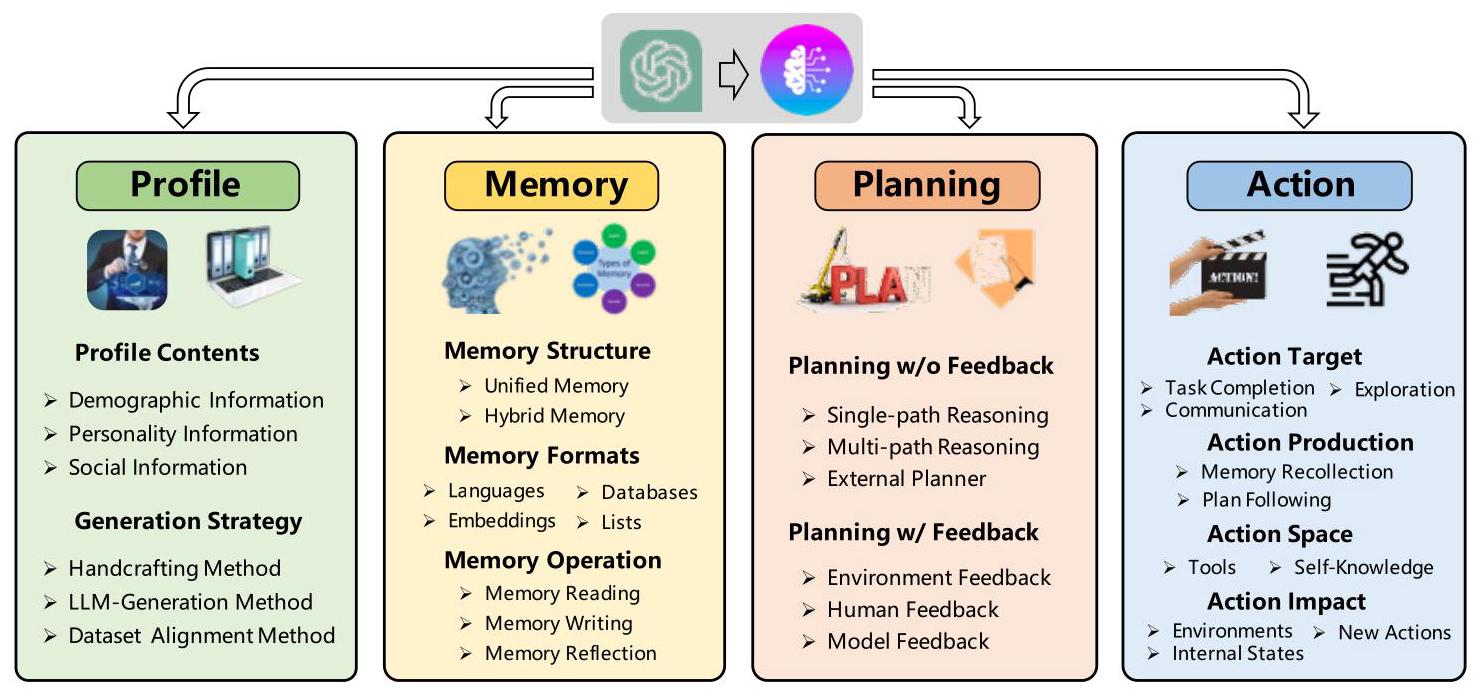 Profile
Profile Contents
➢ Demographic Information
➢ Personality Information
➢ Social Information
Generation Strategy
➢ Handcrafting Method
➢ LLM-Generation Method
➢ Dataset Alignment Method
Memory
Types of
Memory
Memory Structure
➢ Unified Memory
➢ Hybrid Memory
Memory Formats
➢ Languages ➢ Databases
➢ Embeddings ➢ Lists
Memory Operation
➢ Memory Reading
➢ Memory Writing
➢ Memory Reflection
Planning
PLAN
Planning w/o Feedback
➢ Single-path Reasoning
➢ Multi-path Reasoning
➢ External Planner
Planning w/ Feedback
➢ Environment Feedback
➢ Human Feedback
➢ Model Feedback
Action
ACTION!
Action Target
➢ Task Completion ➢ Exploration
➢ Communication
Action Production
➢ Memory Recollection
➢ Plan Following
Action Space
➢ Tools ➢ Self-Knowledge
Action Impact
➢ Environments ➢ New Actions
➢ Internal States